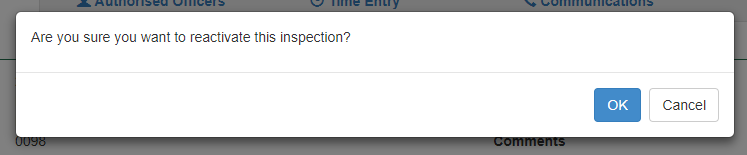 Authorised Officers Time Entry Communications
Are you sure you want to reactivate this inspection?
OK Cancel
0098 Comments